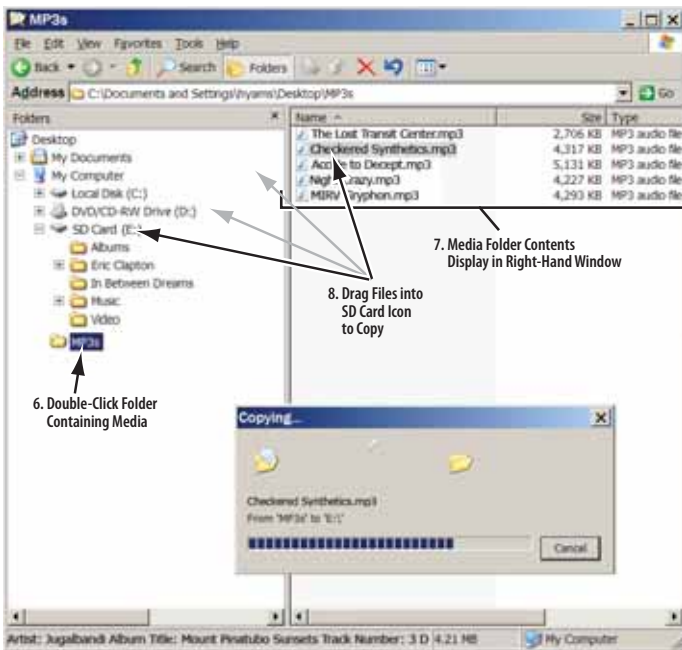 MP3s
File Edit View Favorites Tools Help
Back Search Folders
Address C:\Documents and Settings\hyams\Desktop\MP3s Go
Folders x
Desktop
My Documents
My Computer
Local Disk (C:)
DVD/CD-RW Drive (D:)
SD Card (E:)
Albums
Eric Clapton
In Between Dreams
Music
Video
MP3s
Name Size Type
The Lost Transit Center.mp3 2,706 KB MP3 audio file
Checkered Synthetics.mp3 4,317 KB MP3 audio file
to Decept.mp3 5,131 KB MP3 audio file
4,227 KB MP3 audio file
MIRV Gryphon.mp3 4,293 KB MP3 audio file
7. Media Folder Contents
Display in Right-Hand Window
8. Drag Files into
SD Card Icon
to Copy
6. Double-Click Folder
Containing Media
Copying...
Checkered Synthetics.mp3
From 'MP3s' to 'E:\'
Cancel
Artist: Jugalbandi Album Title: Mount Pinatubo Sunsets Track Number: 3 D 4.21 MB My Computer